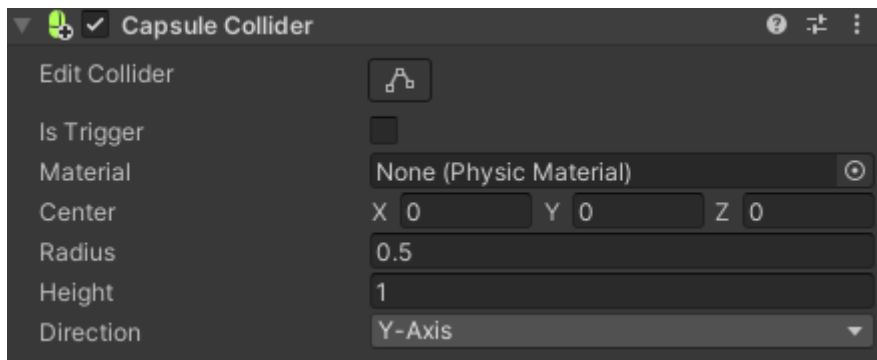 Capsule Collider
Edit Collider
Is Trigger
Material None (Physic Material)
Center X 0 Y 0 Z 0
Radius 0.5
Height 1
Direction Y-Axis